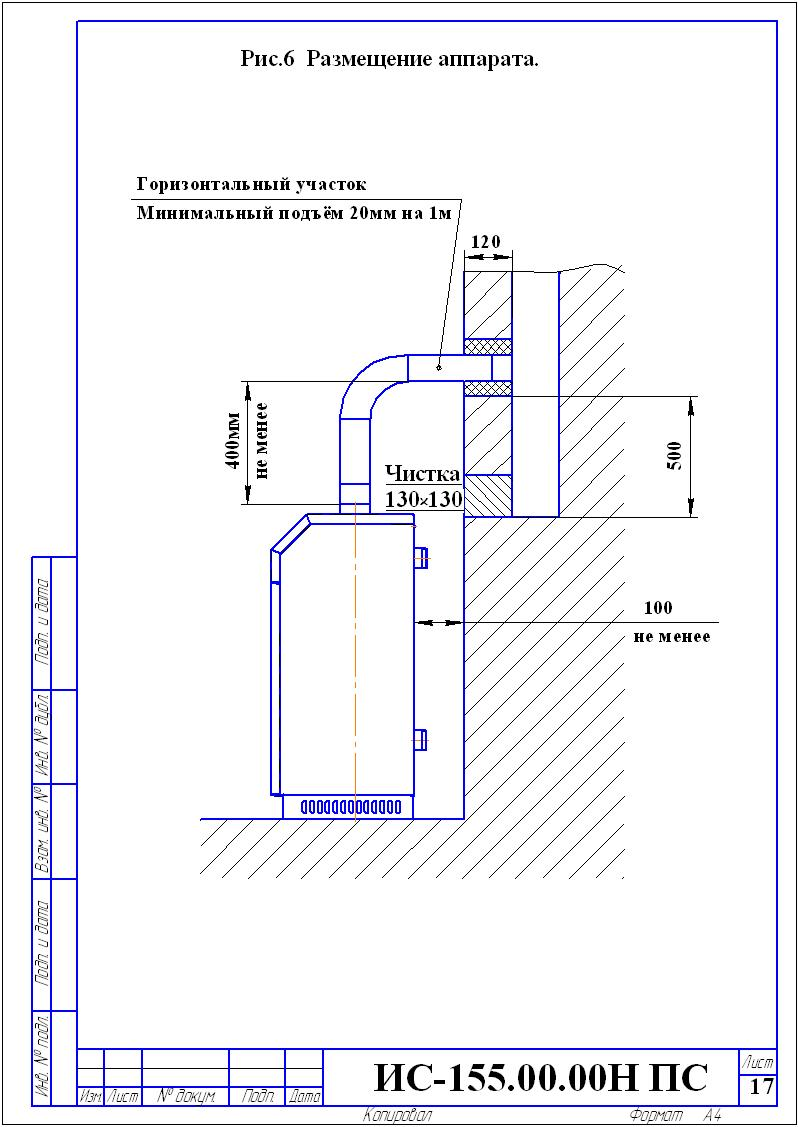 Рис.6 Размещение аппарата.
Горизонтальный участок
Минимальный подъём 20мм на 1м
120
400мм
не менее
500
Чистка
130×130
100
не менее
Подп. и дата
Инв. № дубл.
Взам. инв. №
Подп. и дата
Инв. № подл.
Изм. Лист № докум. Подп. Дата
ИС-155.00.00Н ПС
Лист
17
Копировал
Формат А4